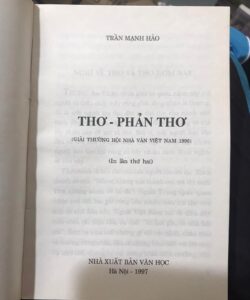 TRẦN MẠNH HẢO
THƠ - PHẢN THƠ
(GIẢI THƯỞNG HỘI NHÀ VĂN VIỆT NAM 1996)
(In lần thứ hai)
NHÀ XUẤT BẢN VĂN HỌC
Hà Nội - 1997